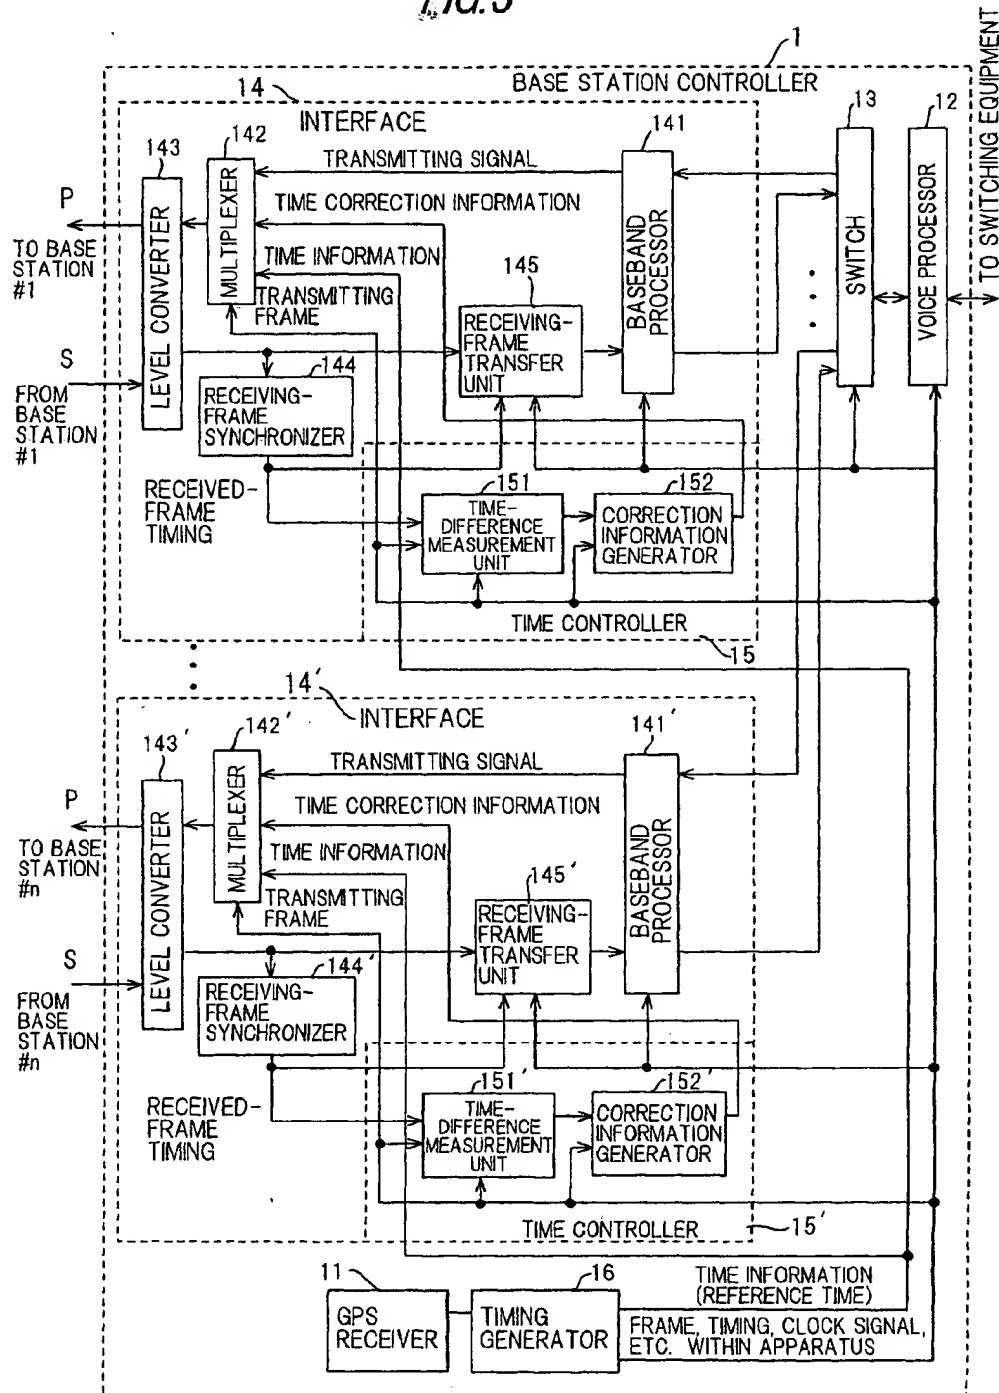 FIG. 3
1
BASE STATION CONTROLLER
TO SWITCHING EQUIPMENT
14
INTERFACE
13
12
143
142
141
TRANSMITTING SIGNAL
TIME CORRECTION INFORMATION
TIME INFORMATION
TRANSMITTING
FRAME
P
TO BASE
STATION
#1
S
FROM
BASE
STATION
#1
LEVEL CONVERTER
MULTIPLEXER
145
RECEIVING-
FRAME
TRANSFER
UNIT
BASEBAND
PROCESSOR
SWITCH
VOICE PROCESSOR
144
RECEIVING-
FRAME
SYNCHRONIZER
RECEIVED-
FRAME
TIMING
151
TIME-
DIFFERENCE
MEASUREMENT
UNIT
152
CORRECTION
INFORMATION
GENERATOR
TIME CONTROLLER
15
14'
INTERFACE
143'
142'
141'
TRANSMITTING SIGNAL
TIME CORRECTION INFORMATION
TIME INFORMATION
TRANSMITTING
FRAME
P
TO BASE
STATION
#n
S
FROM
BASE
STATION
#n
LEVEL CONVERTER
MULTIPLEXER
145'
RECEIVING-
FRAME
TRANSFER
UNIT
BASEBAND
PROCESSOR
144'
RECEIVING-
FRAME
SYNCHRONIZER
RECEIVED-
FRAME
TIMING
151'
TIME-
DIFFERENCE
MEASUREMENT
UNIT
152'
CORRECTION
INFORMATION
GENERATOR
TIME CONTROLLER
15'
11
GPS
RECEIVER
16
TIMING
GENERATOR
TIME INFORMATION
(REFERENCE TIME)
FRAME, TIMING, CLOCK SIGNAL,
ETC. WITHIN APPARATUS